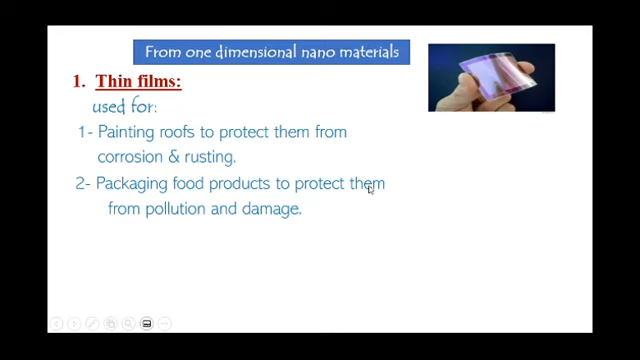 From one dimensional nano materials
1. Thin films:
used for:
1- Painting roofs to protect them from
corrosion & rusting.
2- Packaging food products to protect them
from pollution and damage.